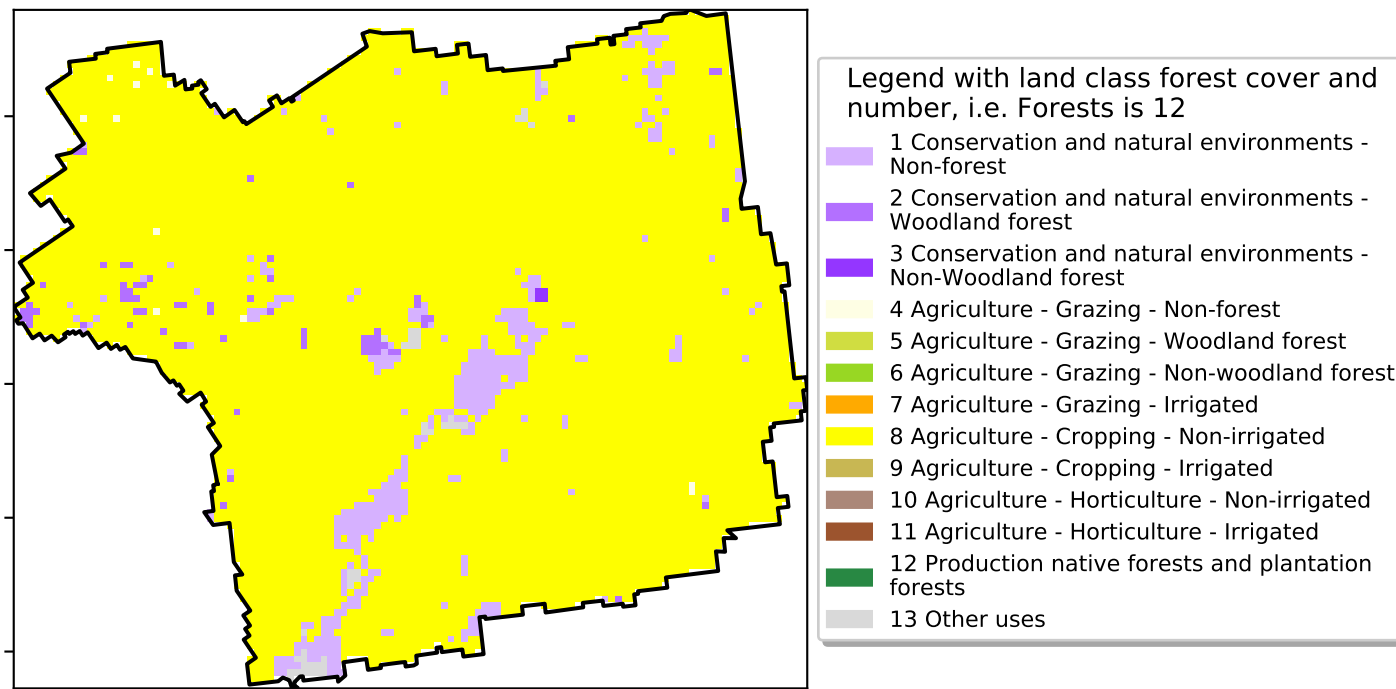 Legend with land class forest cover and
number, i.e. Forests is 12
1 Conservation and natural environments -
Non-forest
2 Conservation and natural environments -
Woodland forest
3 Conservation and natural environments -
Non-Woodland forest
4 Agriculture - Grazing - Non-forest
5 Agriculture - Grazing - Woodland forest
6 Agriculture - Grazing - Non-woodland forest
7 Agriculture - Grazing - Irrigated
8 Agriculture - Cropping - Non-irrigated
9 Agriculture - Cropping - Irrigated
10 Agriculture - Horticulture - Non-irrigated
11 Agriculture - Horticulture - Irrigated
12 Production native forests and plantation
forests
13 Other uses